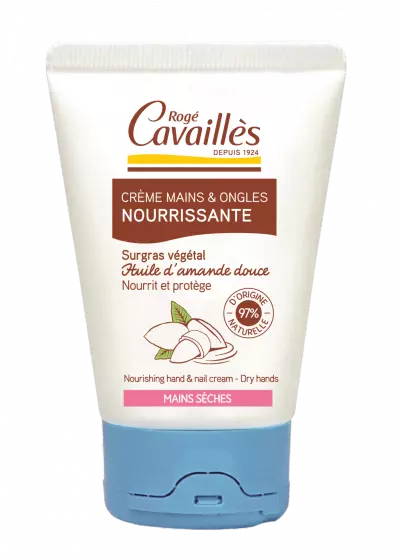 Rogé
Cavaillès
DEPUIS 1924
CRÈME MAINS & ONGLES
NOURRISSANTE
Surgras végétal
Huile d'amande douce
Nourrit et protège
D'ORIGINE
97%
NATURELLE
Nourishing hand & nail cream - Dry hands
MAINS SÈCHES